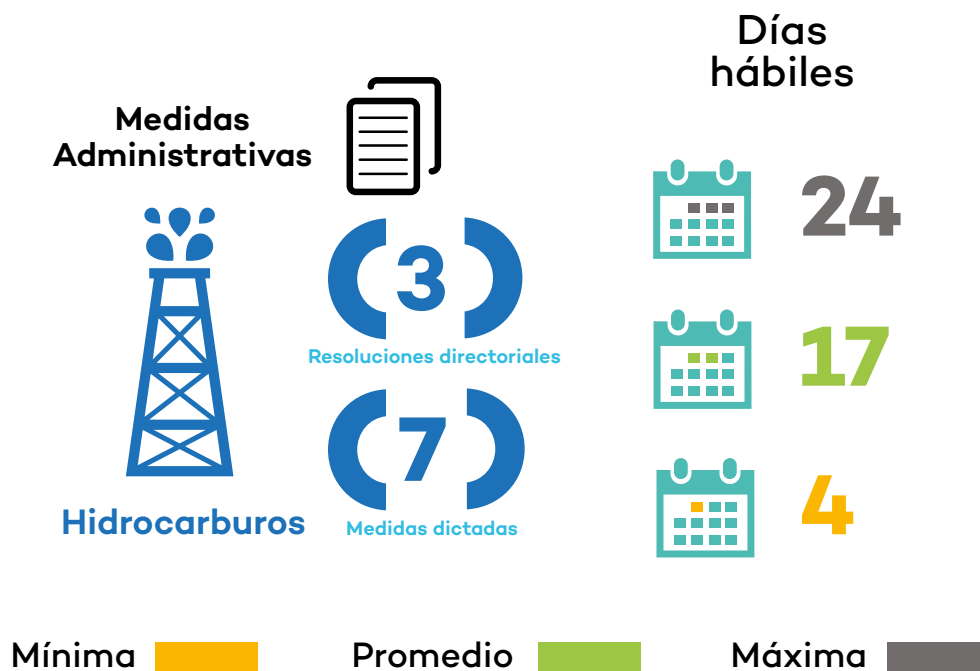 Medidas
Administrativas
3
Resoluciones directoriales
7
Medidas dictadas
Hidrocarburos
Días
hábiles
24
17
4
Mínima
Promedio
Máxima